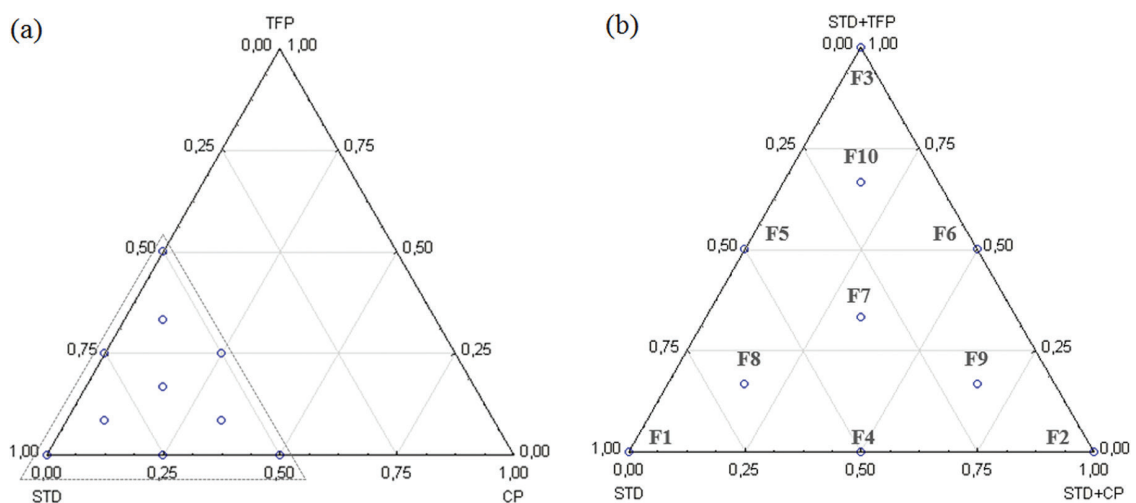 (a)
TFP
0,00 1,00
0,25 0,75
0,50 0,50
0,75 0,25
1,00 0,00
0,00 0,25 0,50 0,75 1,00
STD CP
(b)
STD+TFP
0,00 1,00
F3
0,25 0,75
F10
0,50 F5 F6 0,50
F7
0,75 0,25
F8 F9
1,00 F1 F4 F2 0,00
0,00 0,25 0,50 0,75 1,00
STD STD+CP